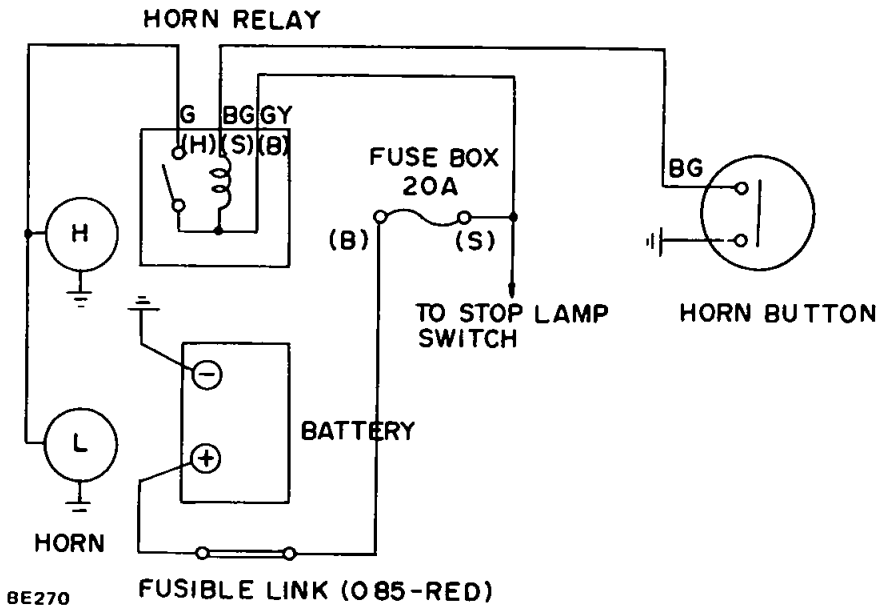 HORN RELAY
G BG GY
(H) (S) (B)
FUSE BOX
20A
BG
H
(B) (S)
TO STOP LAMP
SWITCH
HORN BUTTON
−
BATTERY
L
+
HORN
BE270
FUSIBLE LINK (0 85-RED)